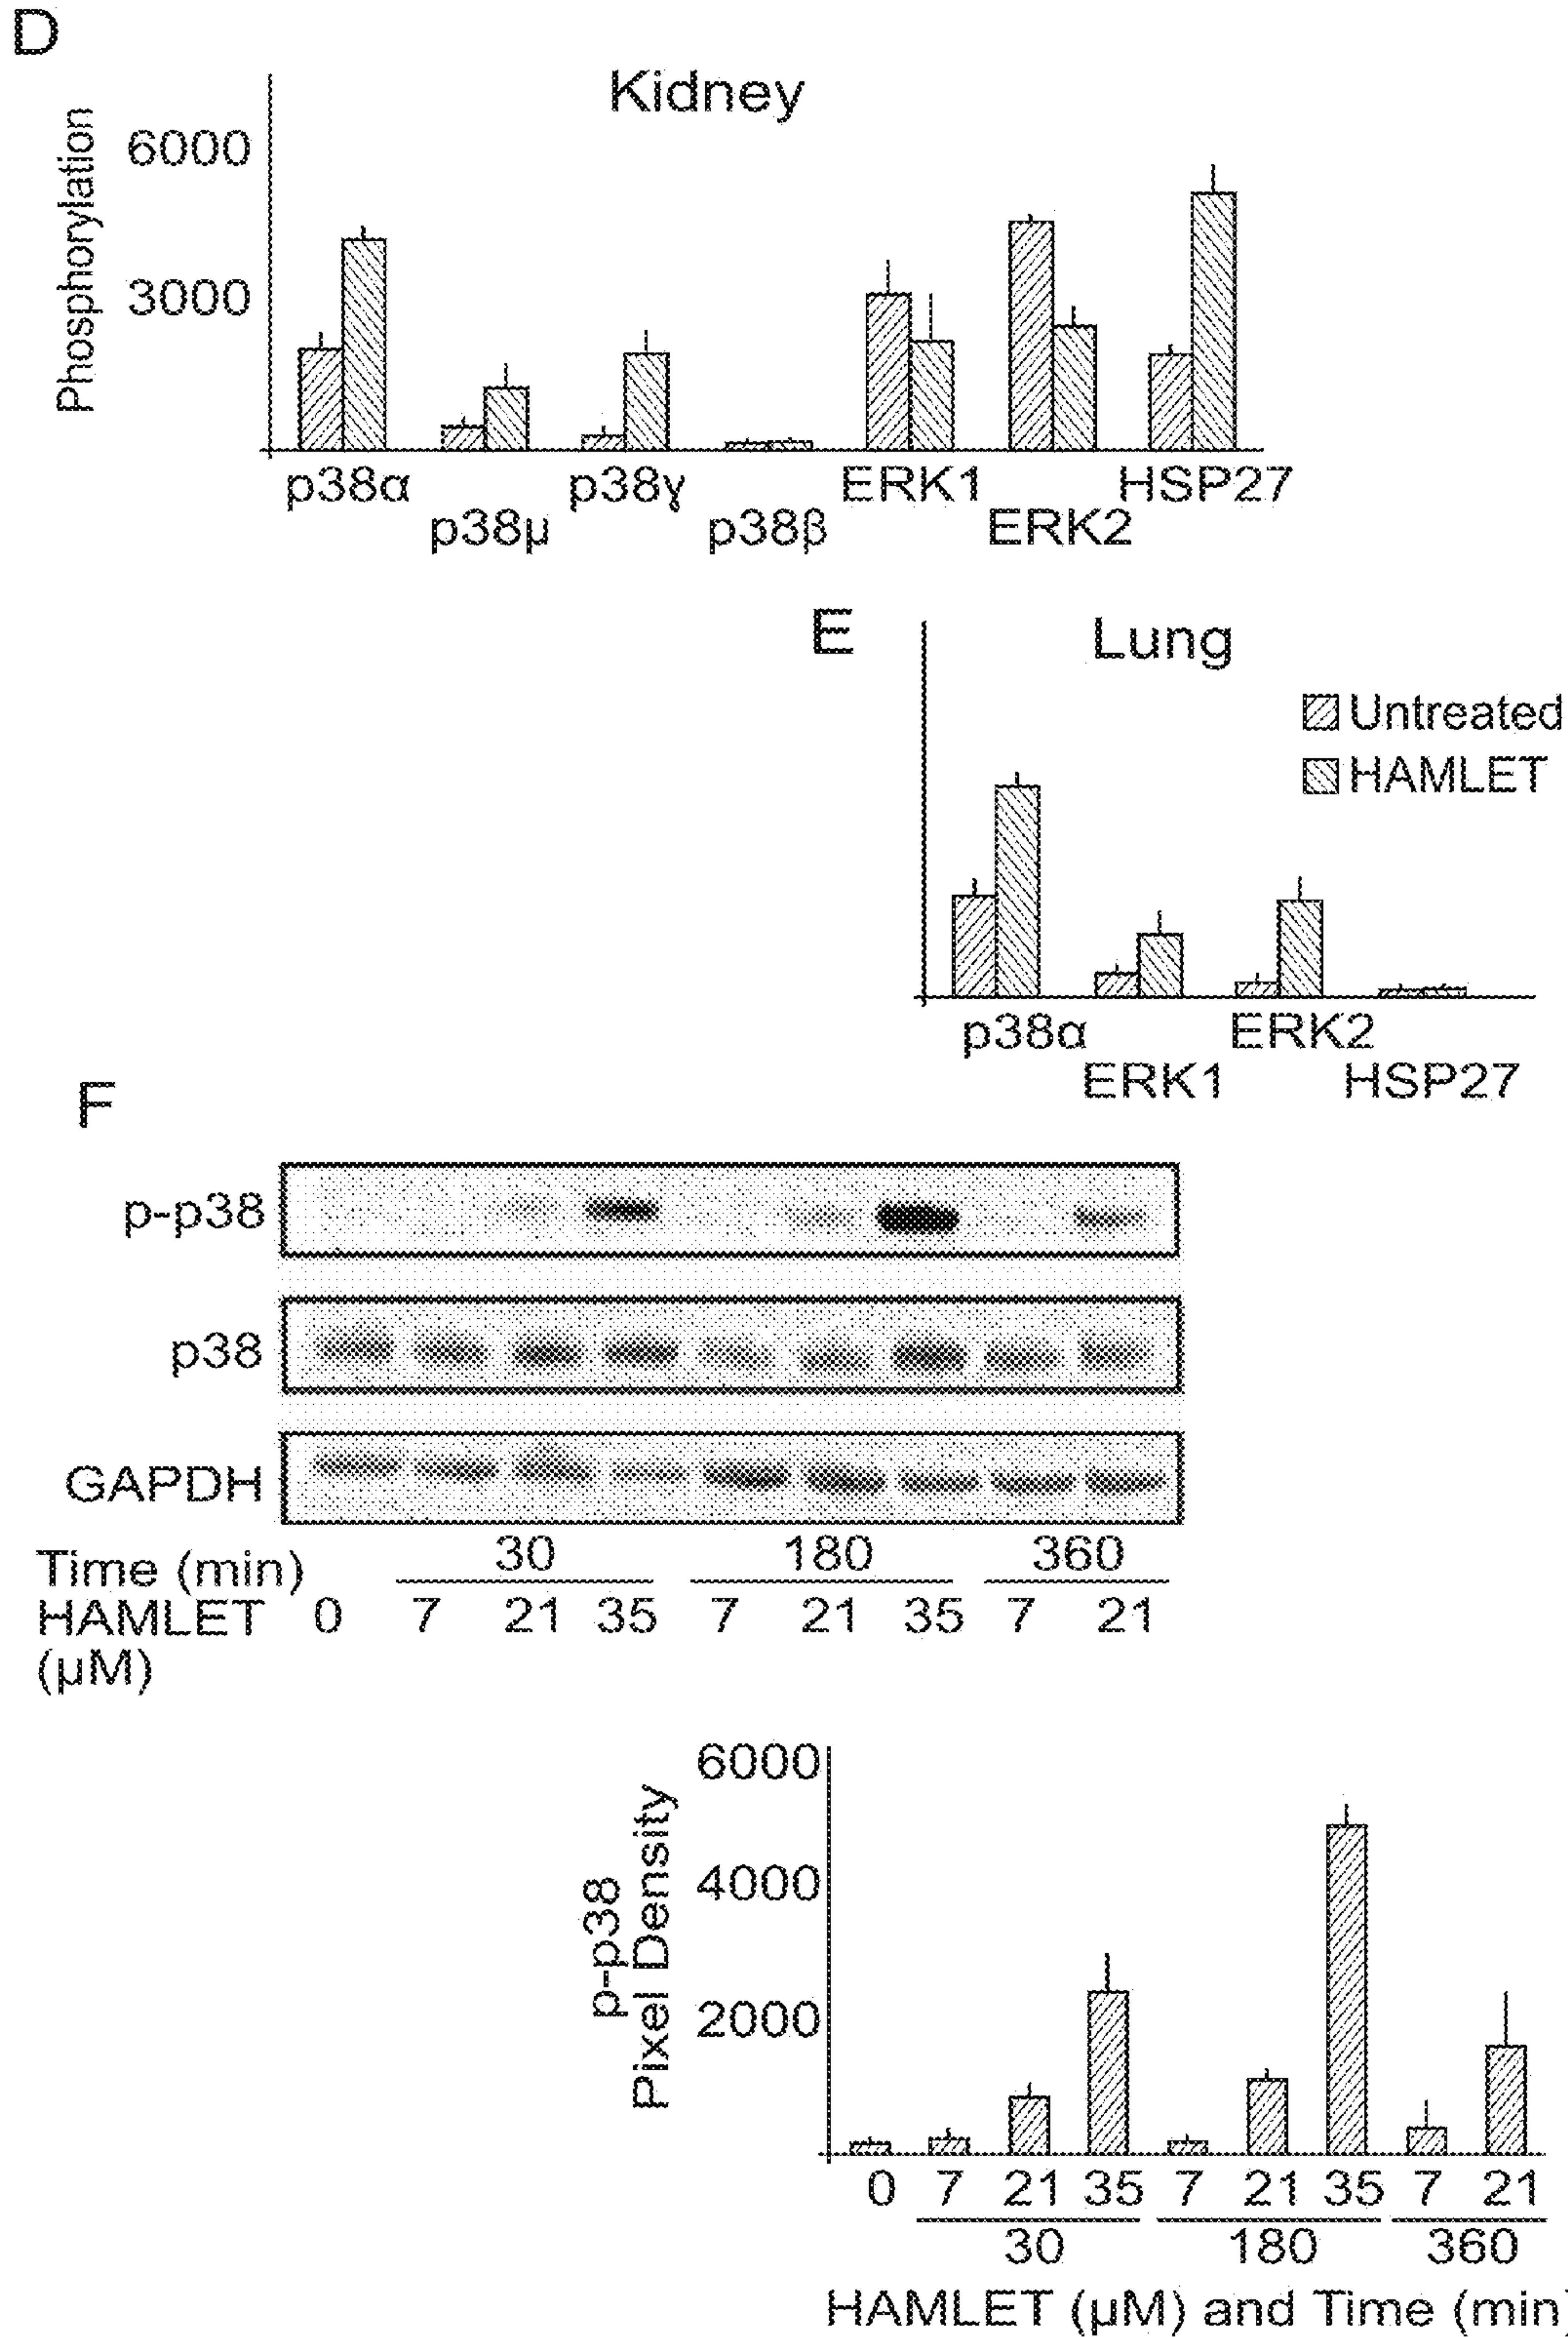 D
Kidney
Phosphorylation
6000
3000
p38α p38γ ERK1 HSP27
p38μ p38β ERK2
E
Lung
Untreated
HAMLET
p38α ERK2
ERK1 HSP27
F
p-p38
p38
GAPDH
Time (min) 30 180 360
HAMLET 0 7 21 35 7 21 35 7 21
(μM)
p-p38
Pixel Density
6000
4000
2000
0 7 21 35 7 21 35 7 21
30 180 360
HAMLET (μM) and Time (min)